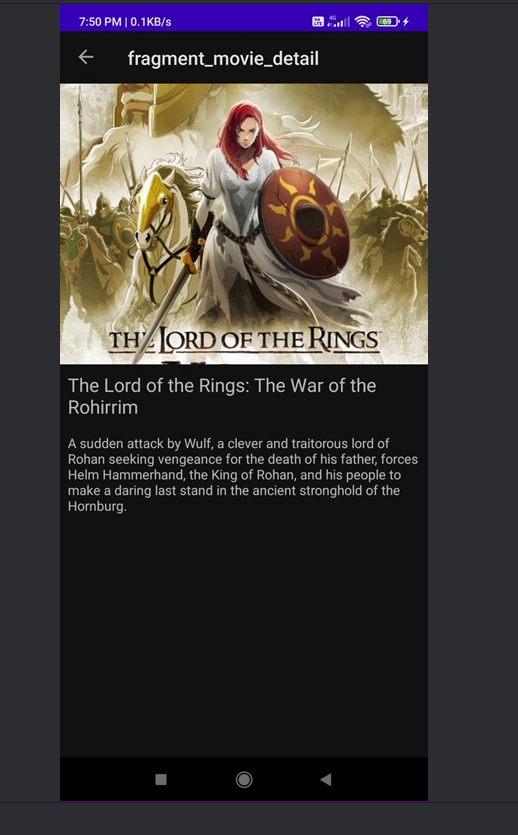 7:50 PM | 0.1KB/s
4G
69
fragment_movie_detail
THE LORD OF THE RINGS
The Lord of the Rings: The War of the
Rohirrim
A sudden attack by Wulf, a clever and traitorous lord of
Rohan seeking vengeance for the death of his father, forces
Helm Hammerhand, the King of Rohan, and his people to
make a daring last stand in the ancient stronghold of the
Hornburg.